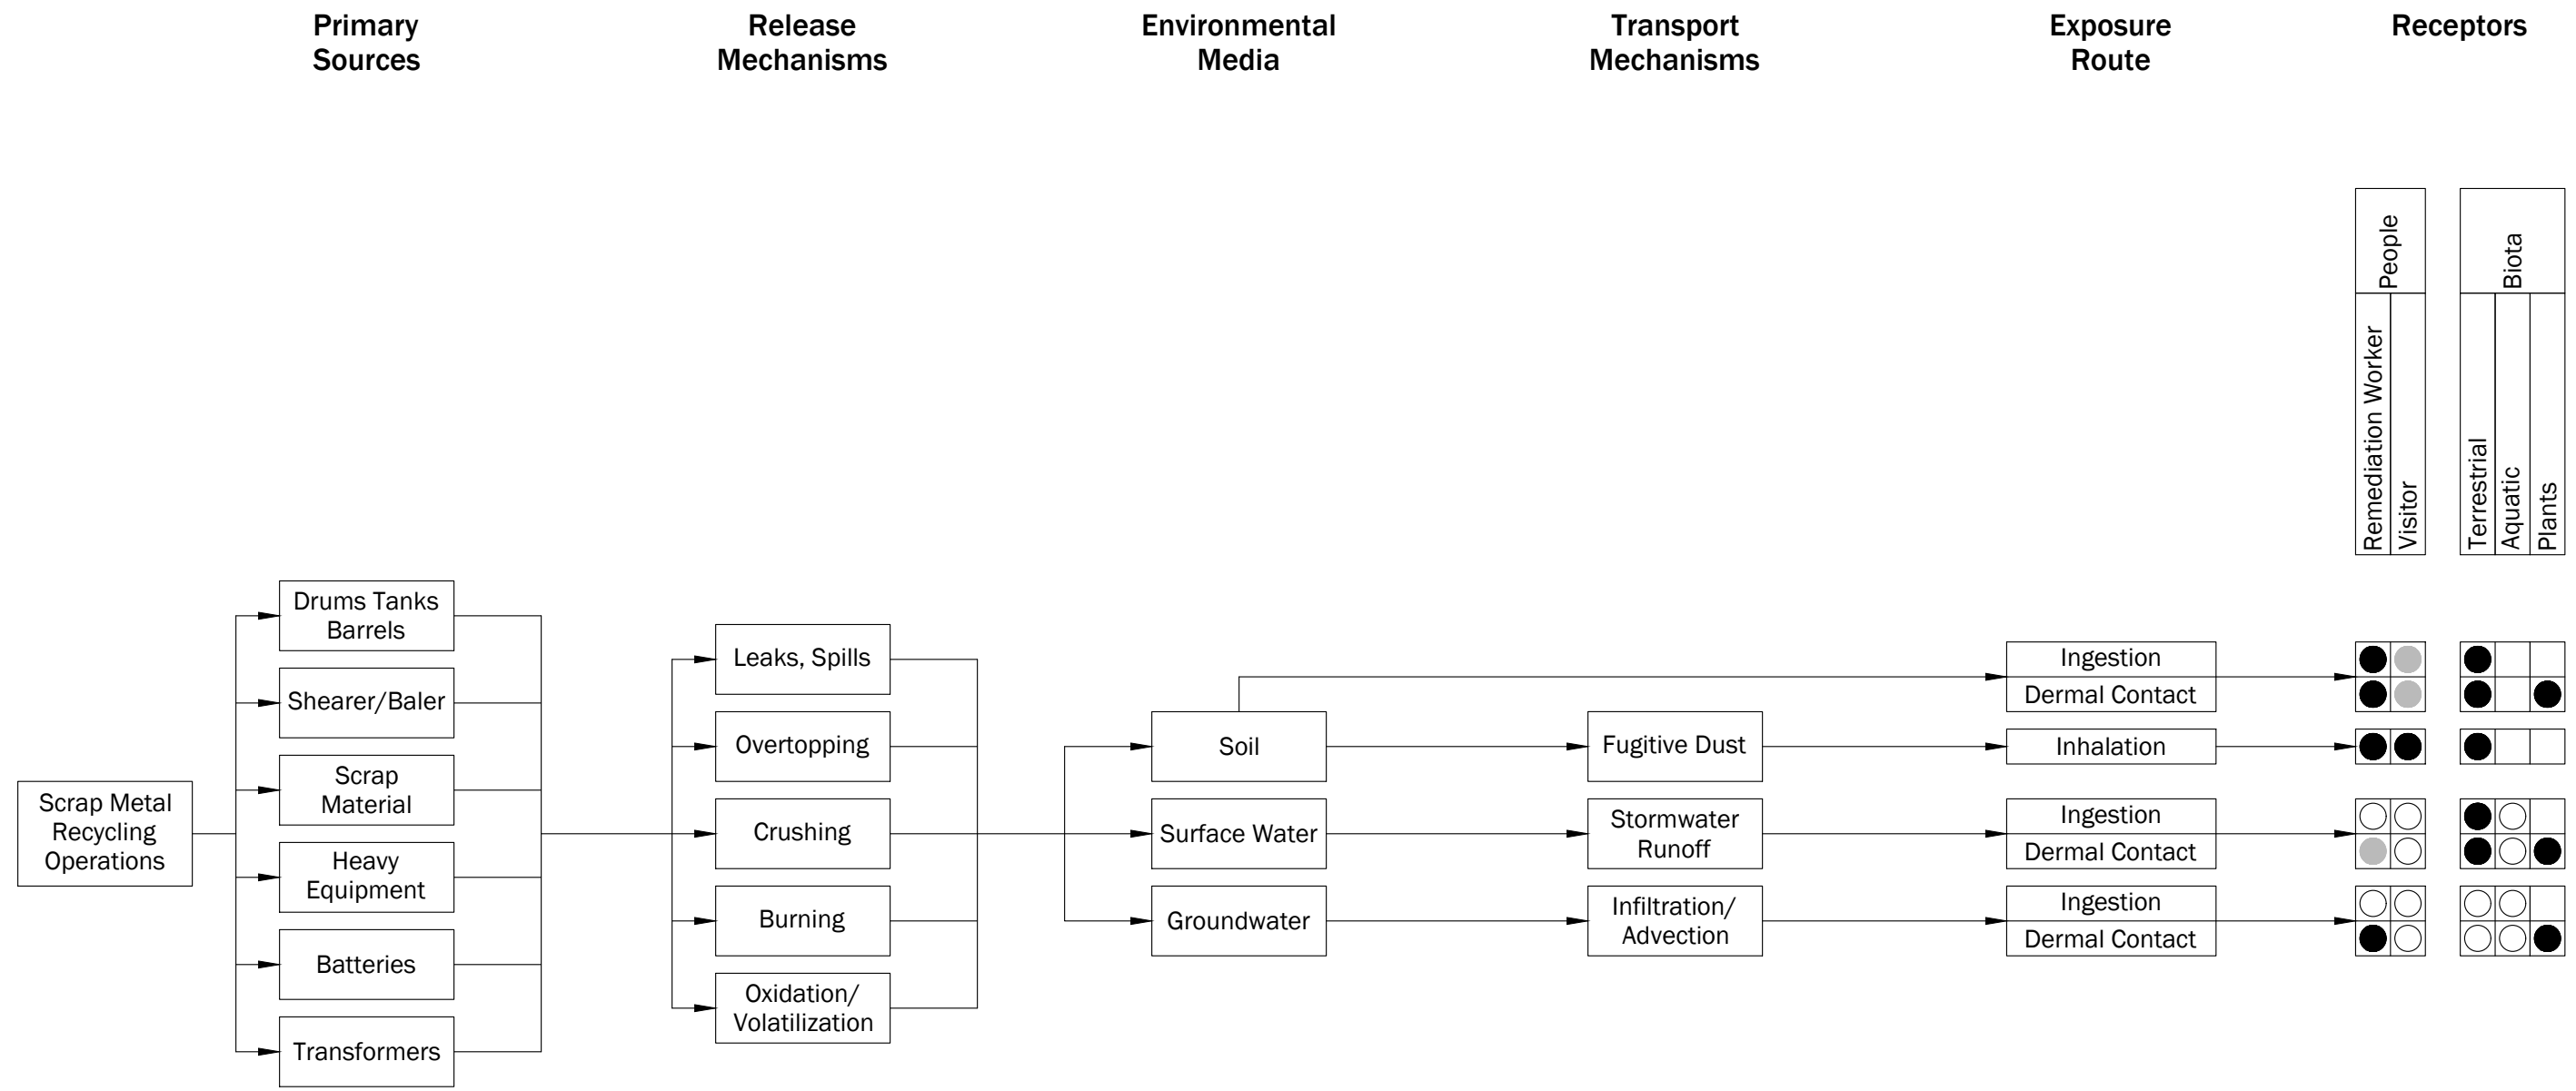 Primary
Sources
Release
Mechanisms
Environmental
Media
Transport
Mechanisms
Exposure
Route
Receptors
People
Biota
Remediation Worker
Visitor
Terrestrial
Aquatic
Plants
Scrap Metal
Recycling
Operations
Drums Tanks
Barrels
Shearer/Baler
Scrap
Material
Heavy
Equipment
Batteries
Transformers
Leaks, Spills
Overtopping
Crushing
Burning
Oxidation/
Volatilization
Soil
Surface Water
Groundwater
Fugitive Dust
Stormwater
Runoff
Infiltration/
Advection
Ingestion
Dermal Contact
Inhalation
Ingestion
Dermal Contact
Ingestion
Dermal Contact